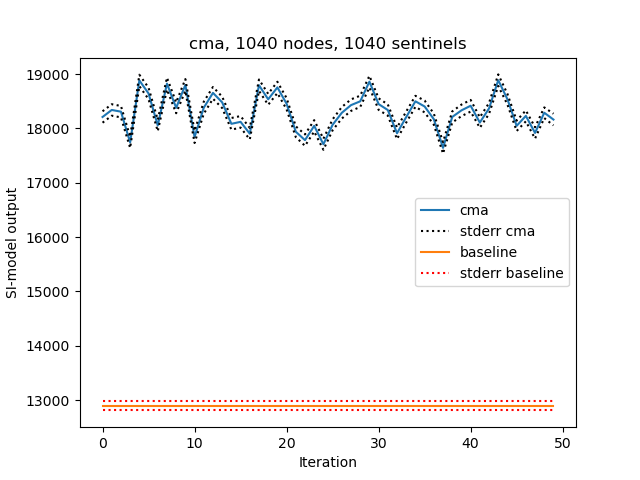 cma, 1040 nodes, 1040 sentinels
SI-model output
19000
18000
17000
16000
15000
14000
13000
cma
stderr cma
baseline
stderr baseline
0 10 20 30 40 50
Iteration